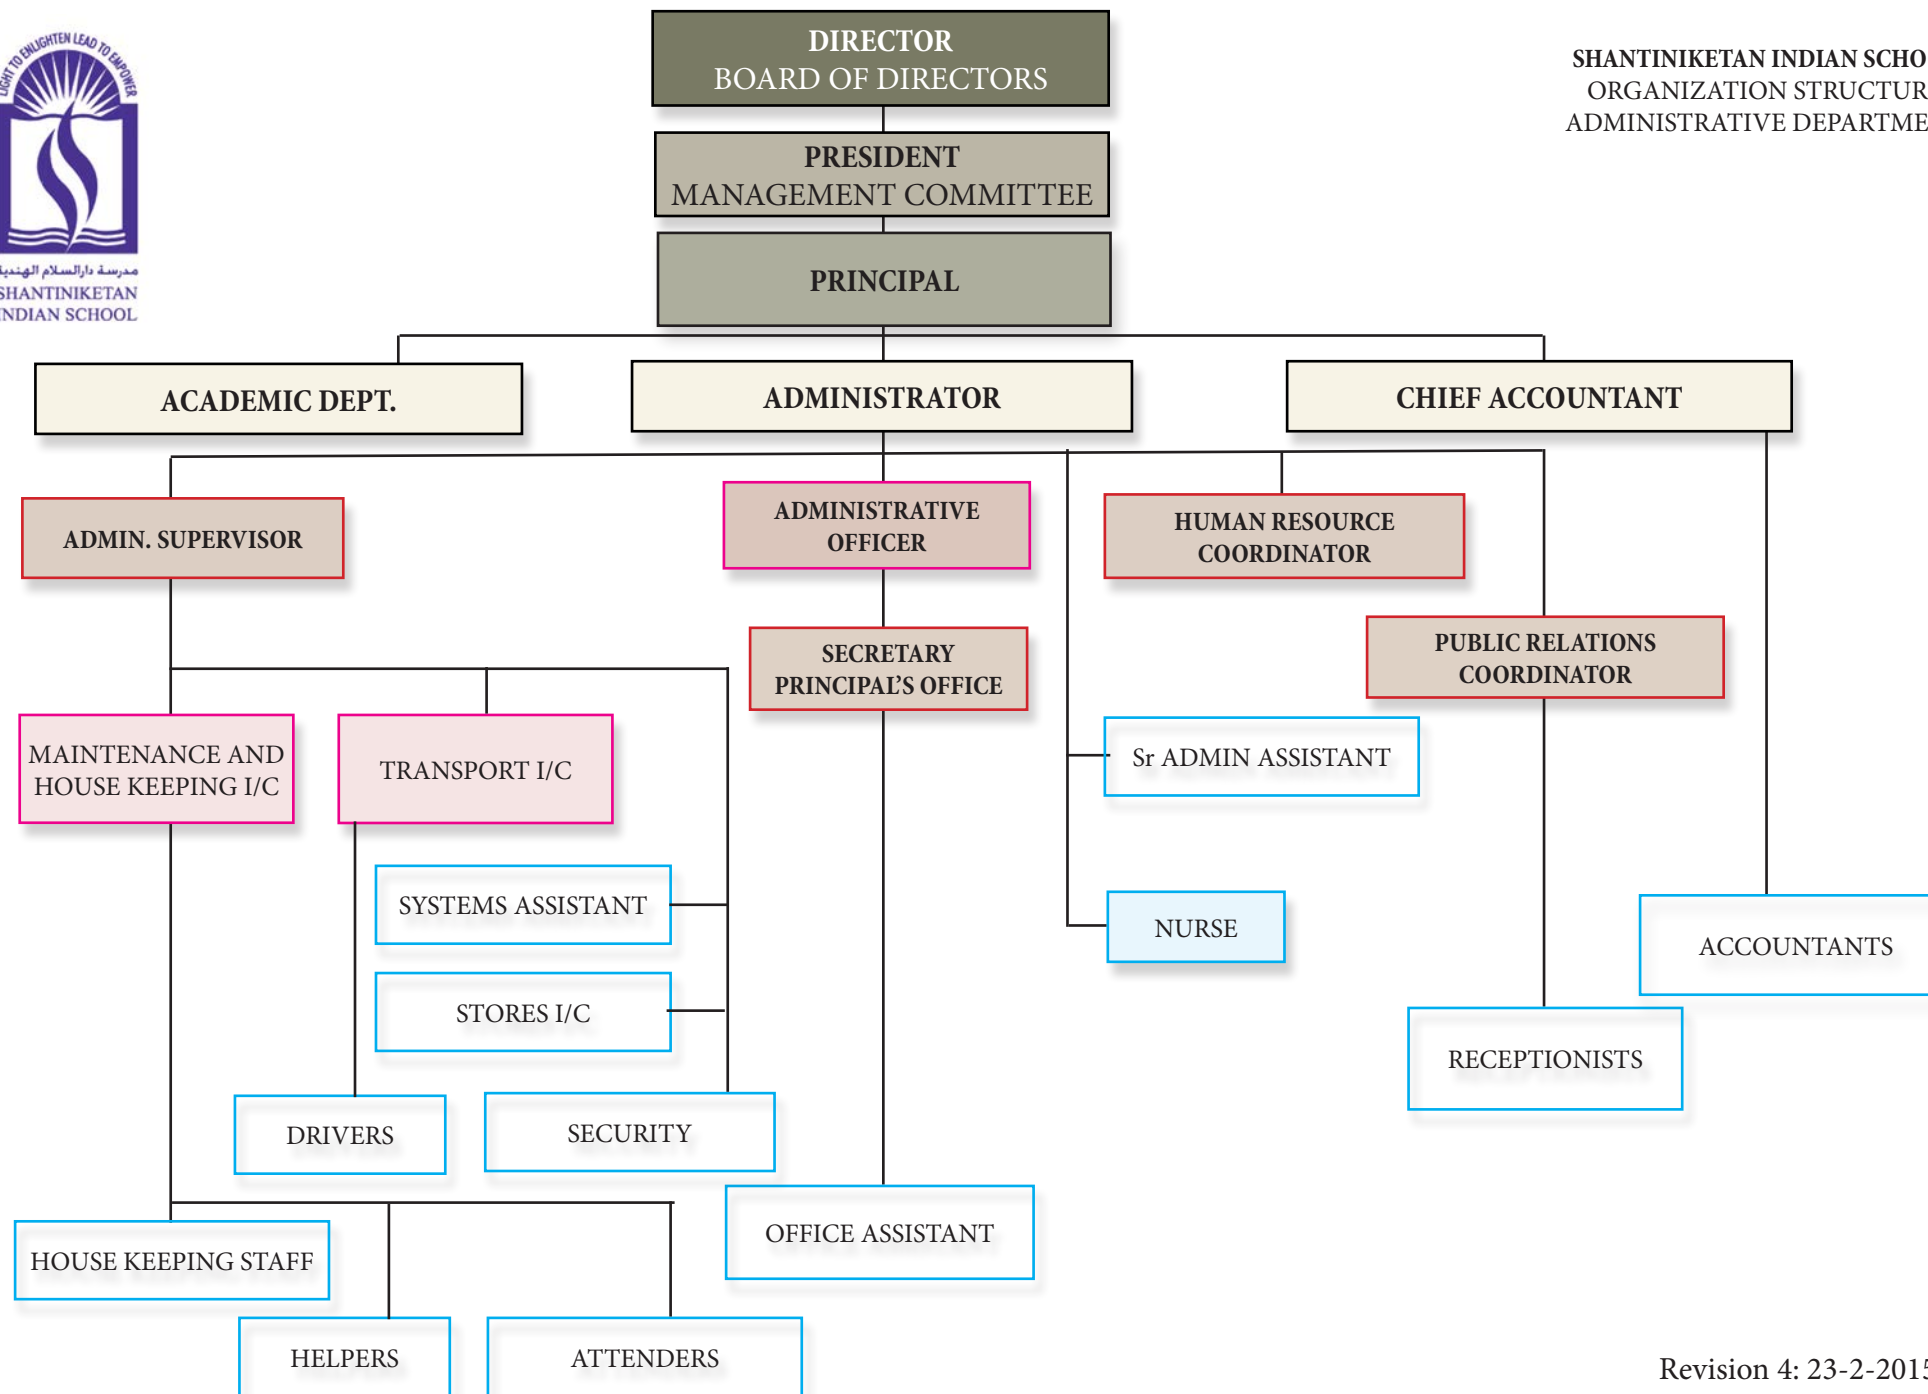 LIGHT TO ENLIGHTEN LEAD TO EMPOWER
مدرسة دارالسلام الهندية
SHANTINIKETAN
INDIAN SCHOOL
DIRECTOR
BOARD OF DIRECTORS
SHANTINIKETAN INDIAN SCHO
ORGANIZATION STRUCTUR
ADMINISTRATIVE DEPARTME
PRESIDENT
MANAGEMENT COMMITTEE
PRINCIPAL
ACADEMIC DEPT.
ADMINISTRATOR
CHIEF ACCOUNTANT
ADMIN. SUPERVISOR
ADMINISTRATIVE
OFFICER
HUMAN RESOURCE
COORDINATOR
SECRETARY
PRINCIPAL'S OFFICE
PUBLIC RELATIONS
COORDINATOR
MAINTENANCE AND
HOUSE KEEPING I/C
TRANSPORT I/C
Sr ADMIN ASSISTANT
SYSTEMS ASSISTANT
NURSE
ACCOUNTANTS
STORES I/C
RECEPTIONISTS
DRIVERS
SECURITY
HOUSE KEEPING STAFF
OFFICE ASSISTANT
HELPERS
ATTENDERS
Revision 4: 23-2-2015